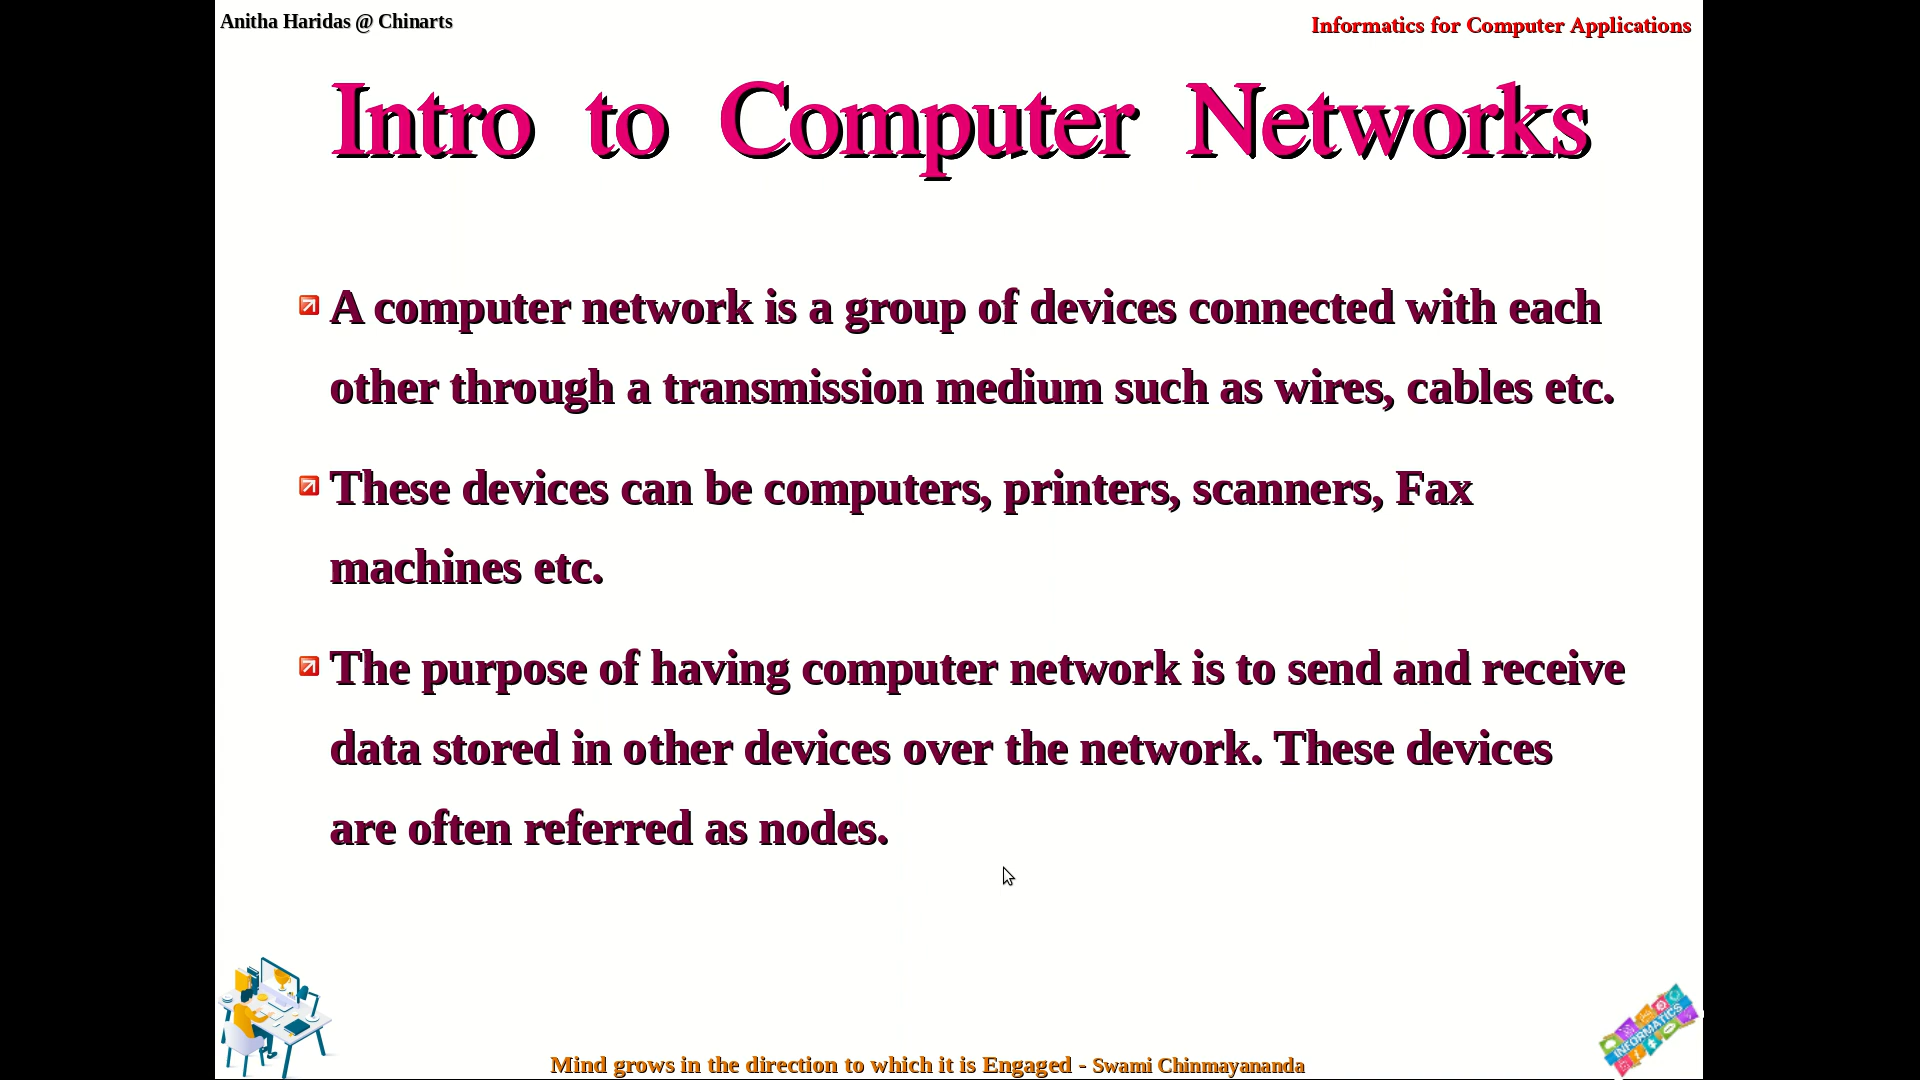 Anitha Haridas @ Chinarts
Informatics for Computer Applications
Intro to Computer Networks
A computer network is a group of devices connected with each
other through a transmission medium such as wires, cables etc.
These devices can be computers, printers, scanners, Fax
machines etc.
The purpose of having computer network is to send and receive
data stored in other devices over the network. These devices
are often referred as nodes.
INFORMATICS
Mind grows in the direction to which it is Engaged - Swami Chinmayananda